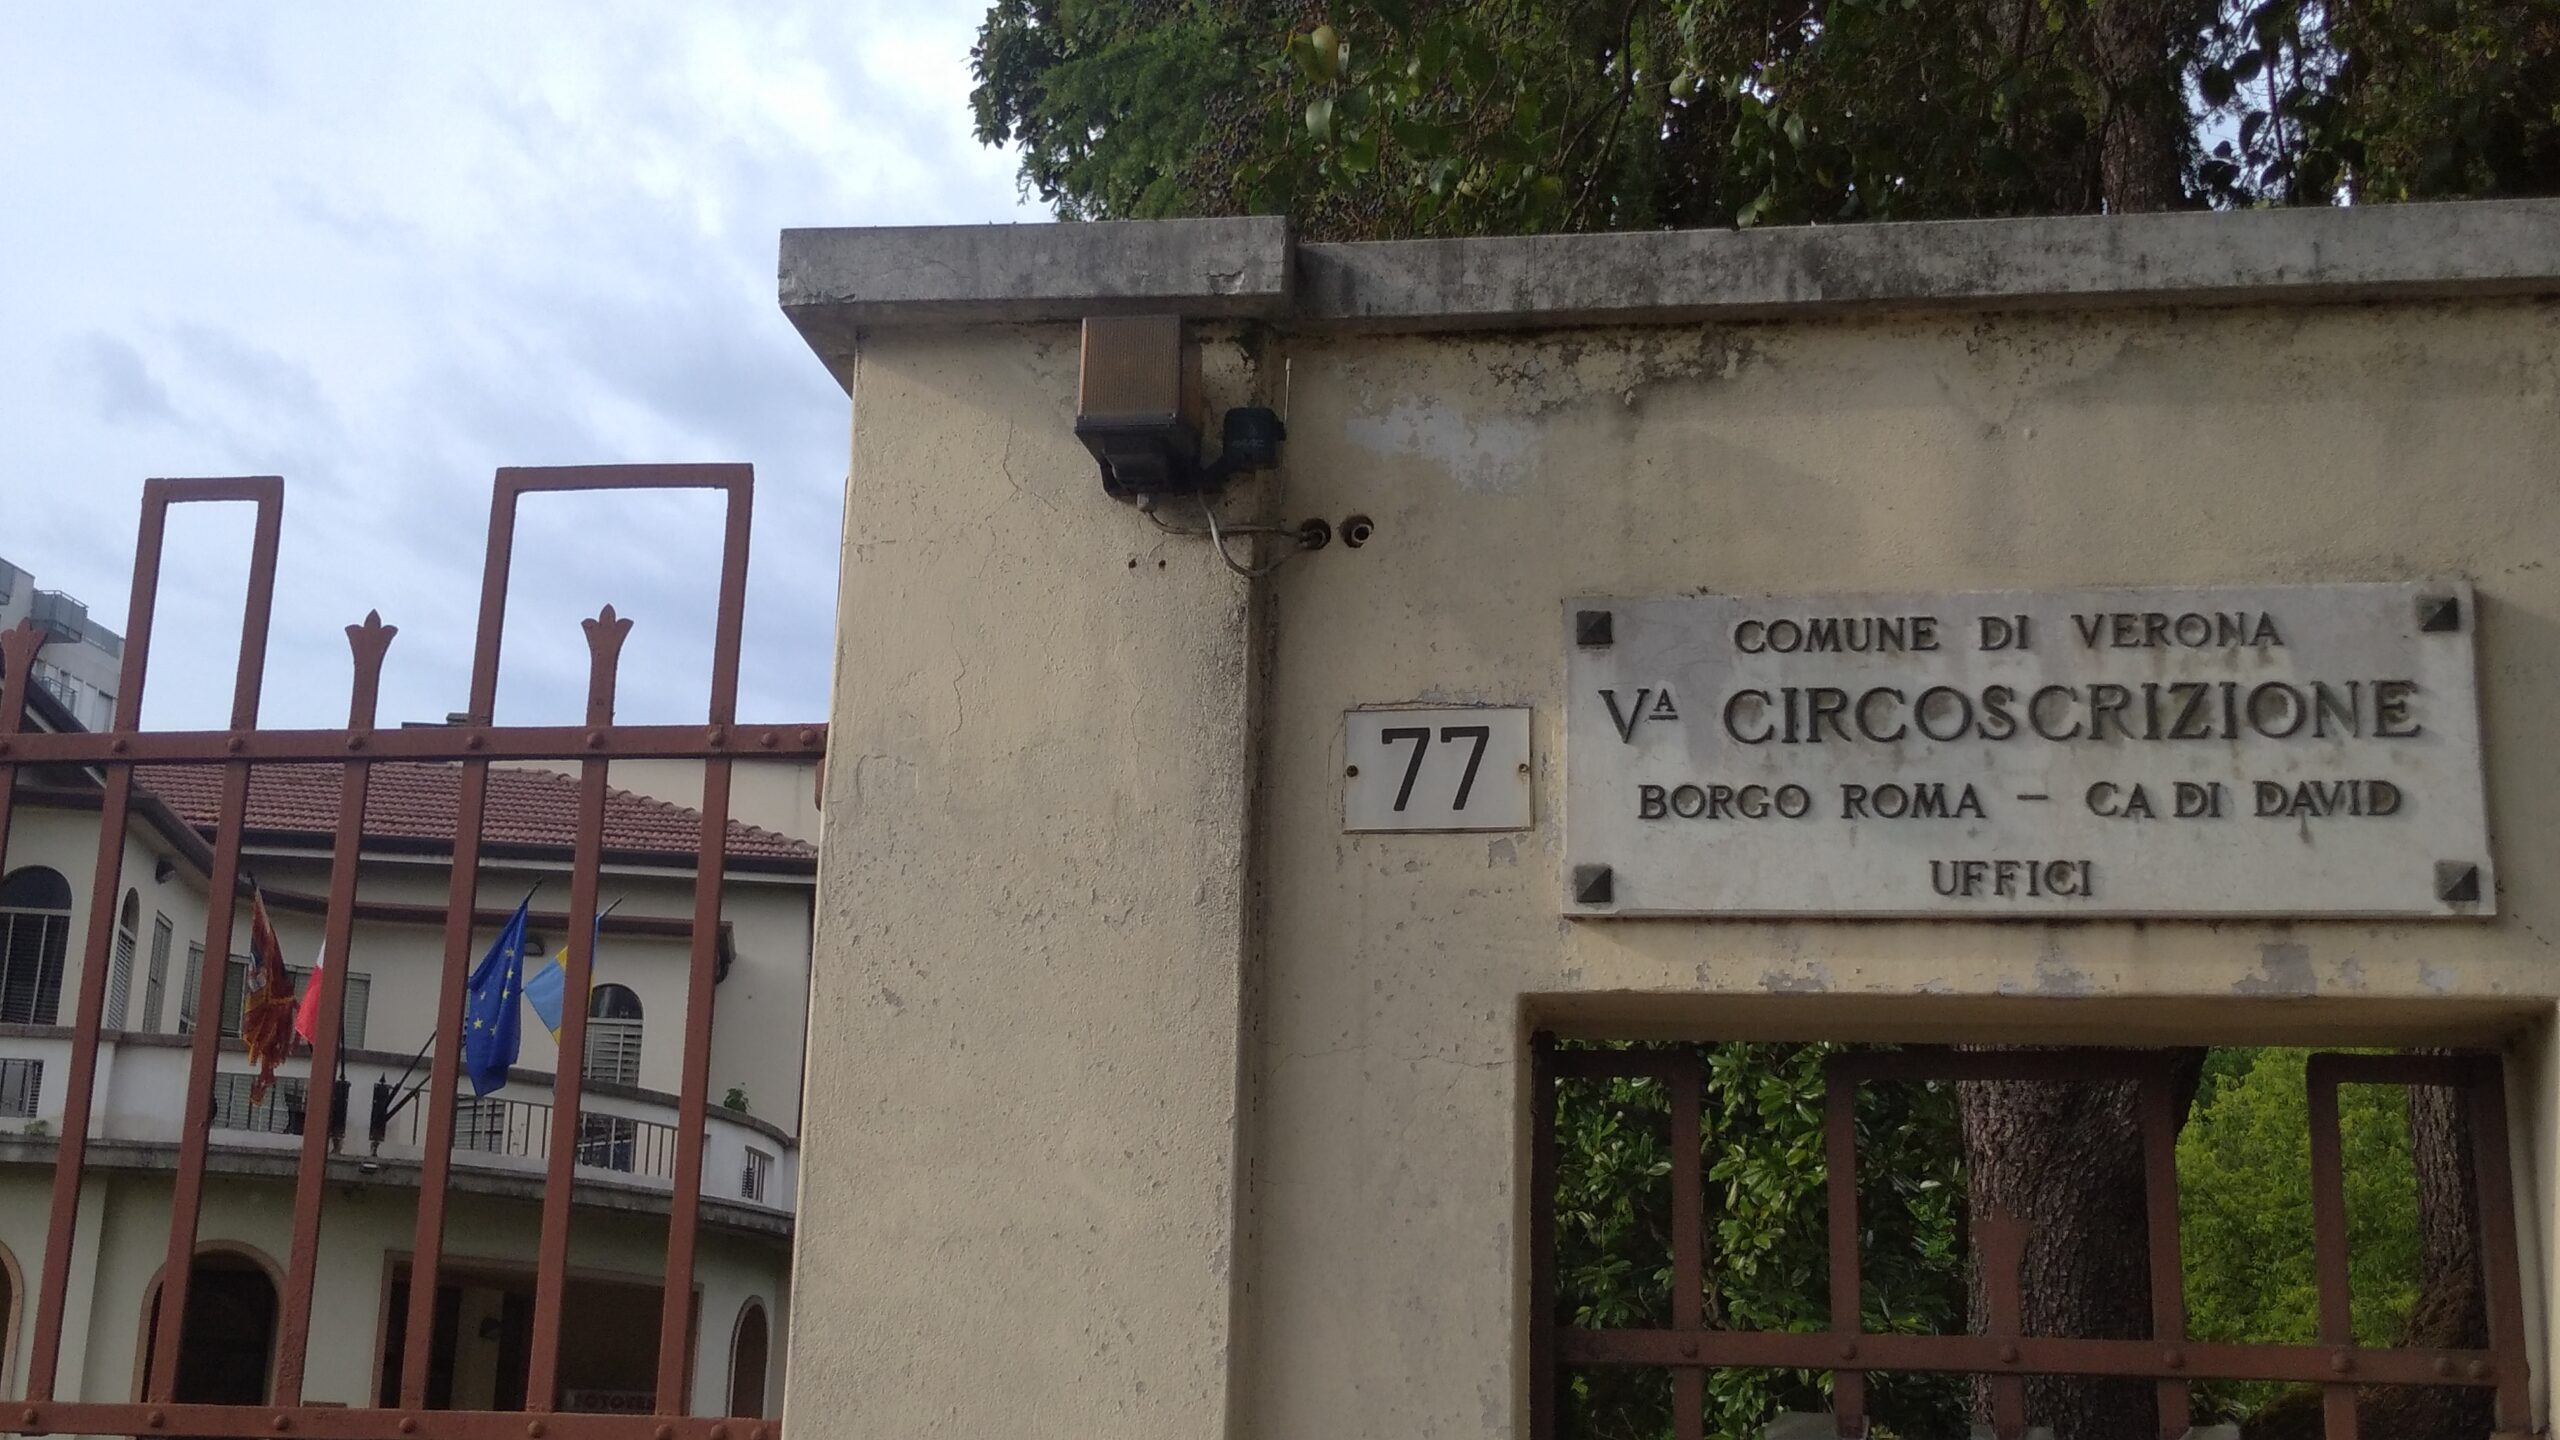 77
COMUNE DI VERONA
Vᴬ CIRCOSCRIZIONE
BORGO ROMA – CA DI DAVID
UFFICI